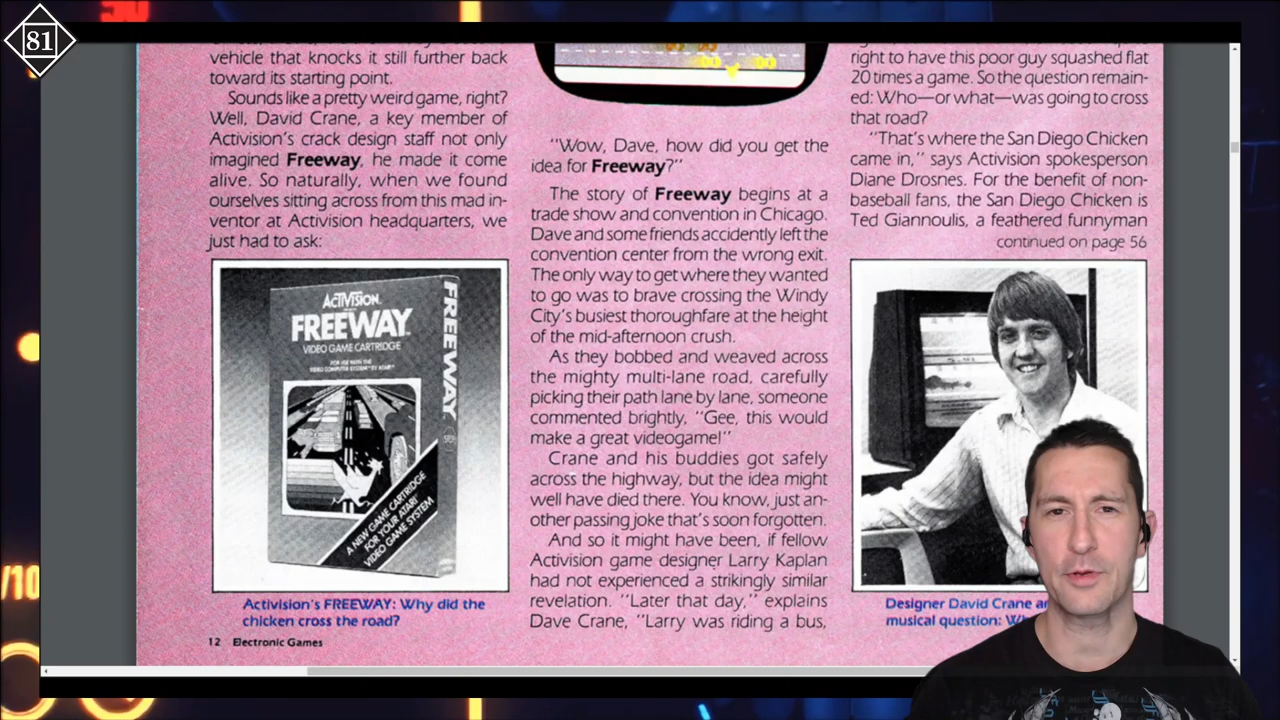 81
vehicle that knocks it still further back
toward its starting point.
Sounds like a pretty weird game, right?
Well, David Crane, a key member of
Activision's crack design staff not only
imagined Freeway, he made it come
alive. So naturally, when we found
ourselves sitting across from this mad in-
ventor at Activision headquarters, we
just had to ask:
ACTIVISION
FREEWAY
VIDEO GAME CARTRIDGE
FOR USE WITH THE
VIDEO COMPUTER SYSTEM BY ATARI
FREEWAY
A NEW GAME CARTRIDGE
FOR YOUR ATARI
VIDEO GAME SYSTEM
Activision's FREEWAY: Why did the
chicken cross the road?
12 Electronic Games
"Wow, Dave, how did you get the
idea for Freeway?"
The story of Freeway begins at a
trade show and convention in Chicago.
Dave and some friends accidently left the
convention center from the wrong exit.
The only way to get where they wanted
to go was to brave crossing the Windy
City's busiest thoroughfare at the height
of the mid-afternoon crush.
As they bobbed and weaved across
the mighty multi-lane road, carefully
picking their path lane by lane, someone
commented brightly, "Gee, this would
make a great videogame!"
Crane and his buddies got safely
across the highway, but the idea might
well have died there. You know, just an-
other passing joke that's soon forgotten.
And so it might have been, if fellow
Activision game designer Larry Kaplan
had not experienced a strikingly similar
revelation. "Later that day," explains
Dave Crane, "Larry was riding a bus,
right to have this poor guy squashed flat
20 times a game. So the question remain-
ed: Who—or what—was going to cross
that road?
"That's where the San Diego Chicken
came in," says Activision spokesperson
Diane Drosnes. For the benefit of non-
baseball fans, the San Diego Chicken is
Ted Giannoulis, a feathered funnyman
continued on page 56
Designer David Crane
musical question:
/10